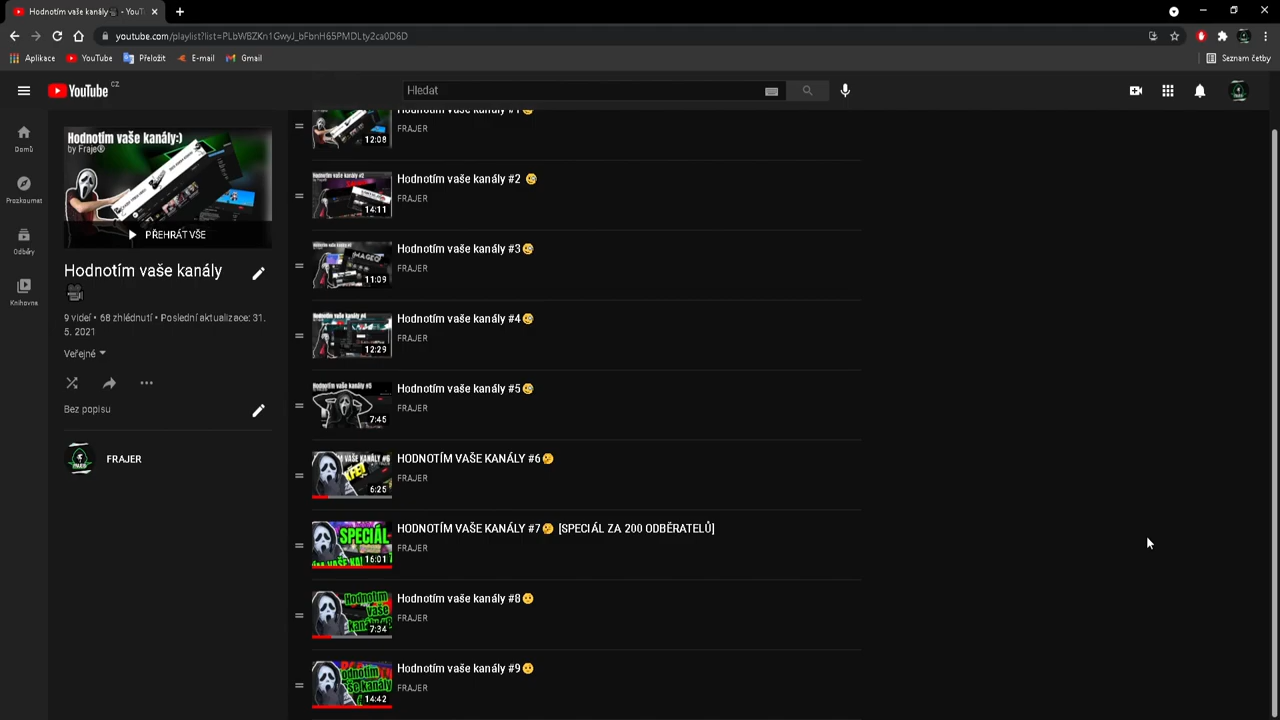 Hodnotím vaše kanály🎥 - YouT
youtube.com/playlist?list=PLbWBZKn1GwyJ_bFbnH65PMDLty2ca0D6D
Aplikace YouTube Přeložit E-mail Gmail Seznam četby
YouTube CZ
Hledat
Domů
Prozkoumat
Odběry
Knihovna
Hodnotím vaše kanály:)
by Fraje®
PŘEHRÁT VŠE
Hodnotím vaše kanály
🎥
9 videí • 68 zhlédnutí • Poslední aktualizace: 31.
5. 2021
Veřejné
Bez popisu
FRAJER
Hodnotím vaše kanály #1🧐
FRAJER
12:08
Hodnotím vaše kanály #2 🧐
FRAJER
14:11
Hodnotím vaše kanály #3🧐
FRAJER
11:09
Hodnotím vaše kanály #4🧐
FRAJER
12:29
Hodnotím vaše kanály #5
Hodnotím vaše kanály #5🧐
FRAJER
7:45
HODNOTÍM VAŠE KANÁLY #6🤔
FRAJER
6:25
SPECIÁL
HODNOTÍM VAŠE KANÁLY #7🤔 [SPECIÁL ZA 200 ODBĚRATELŮ]
FRAJER
16:01
Hodnotím
vaše
Hodnotím vaše kanály #8🤨
FRAJER
7:34
Hodnotím vaše kanály #9🤨
FRAJER
14:42